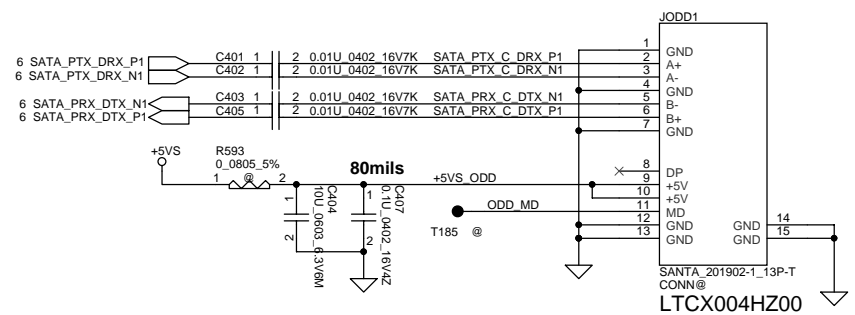 JODD1
1 GND
6 SATA_PTX_DRX_P1 C401 1 2 0.01U_0402_16V7K SATA_PTX_C_DRX_P1 2 A+
6 SATA_PTX_DRX_N1 C402 1 2 0.01U_0402_16V7K SATA_PTX_C_DRX_N1 3 A-
4 GND
6 SATA_PRX_DTX_N1 C403 1 2 0.01U_0402_16V7K SATA_PRX_C_DTX_N1 5 B-
6 SATA_PRX_DTX_P1 C405 1 2 0.01U_0402_16V7K SATA_PRX_C_DTX_P1 6 B+
7 GND
+5VS
R593
0_0805_5%
1 @ 2
80mils
8 DP
+5VS_ODD 9 +5V
10 +5V
ODD_MD 11 MD
T185 @
12 GND
13 GND
GND 14
GND 15
1 2 C404
10U_0603_6.3V6M
1 2 C407
0.1U_0402_16V4Z
SANTA_201902-1_13P-T
CONN@
LTCX004HZ00